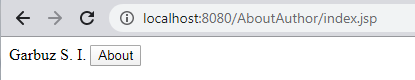 localhost:8080/AboutAuthor/index.jsp
Garbuz S. I. About